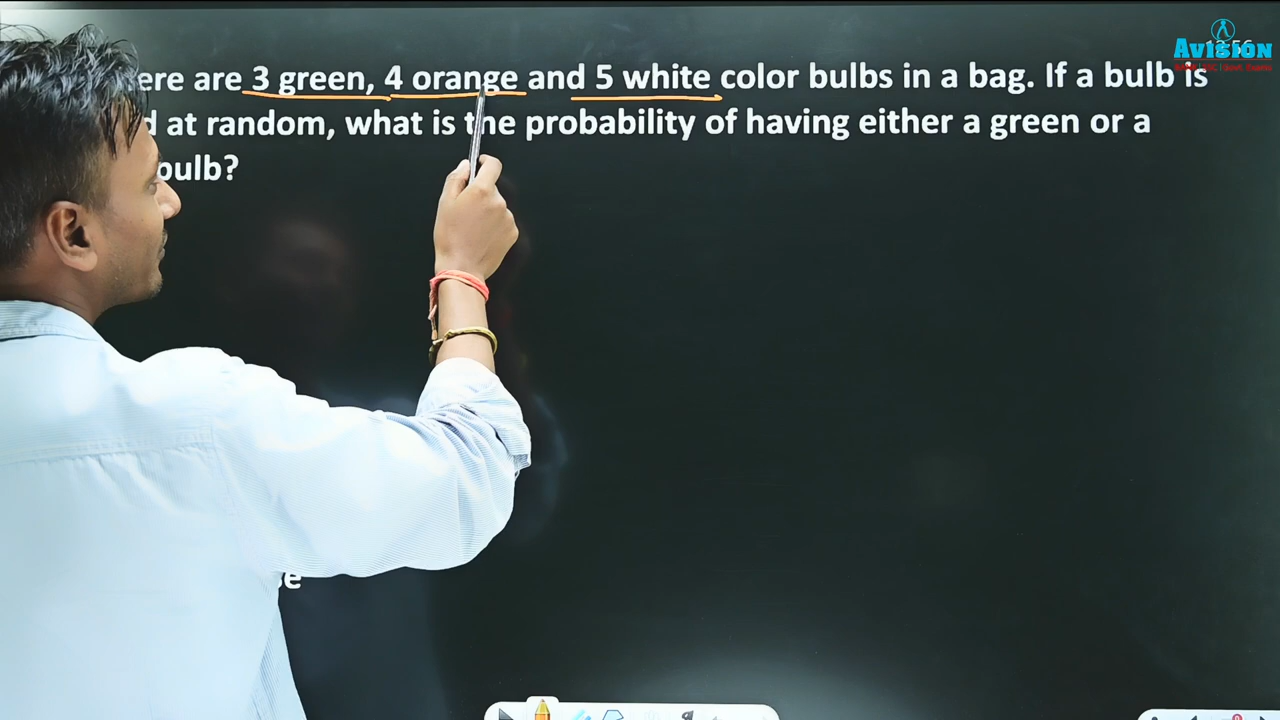 ere are 3 green, 4 orange and 5 white color bulbs in a bag. If a bulb is
d at random, what is the probability of having either a green or a
bulb?
Avision